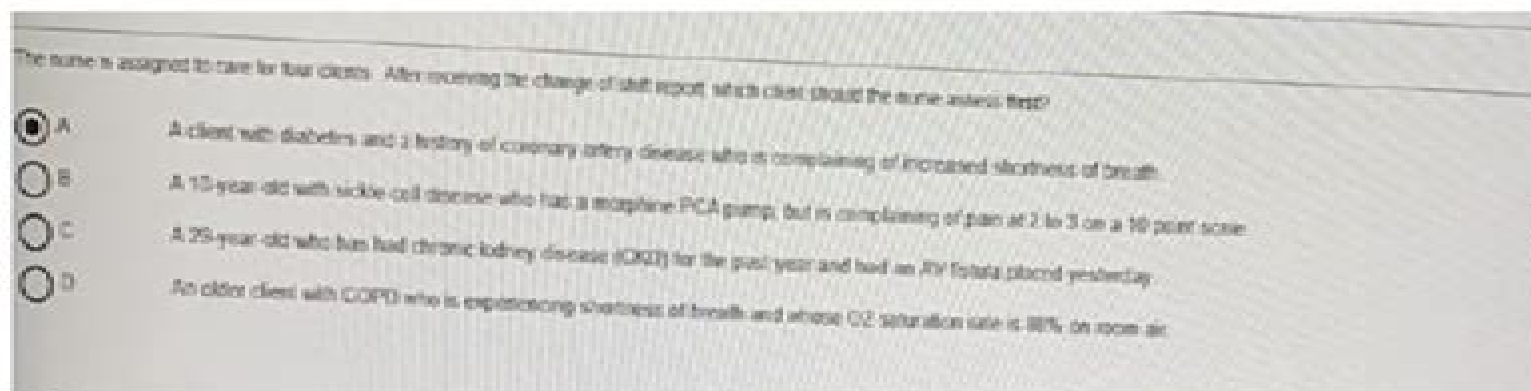 The nurse is assigned to care for four clients. After receiving the change of shift report, which client should the nurse assess first?
A A client with diabetes and a history of coronary artery disease who is complaining of increased shortness of breath.
B A year-old with sickle cell disease who has a morphine PCA pump, but is complaining of pain at 2 to 3 on a 10 point scale
C A 29-year-old who has had chronic kidney disease (CKD) for the past year and had an AV fistula placed yesterday
D An older client with COPD who is experiencing shortness of breath and whose O2 saturation rate is on room air